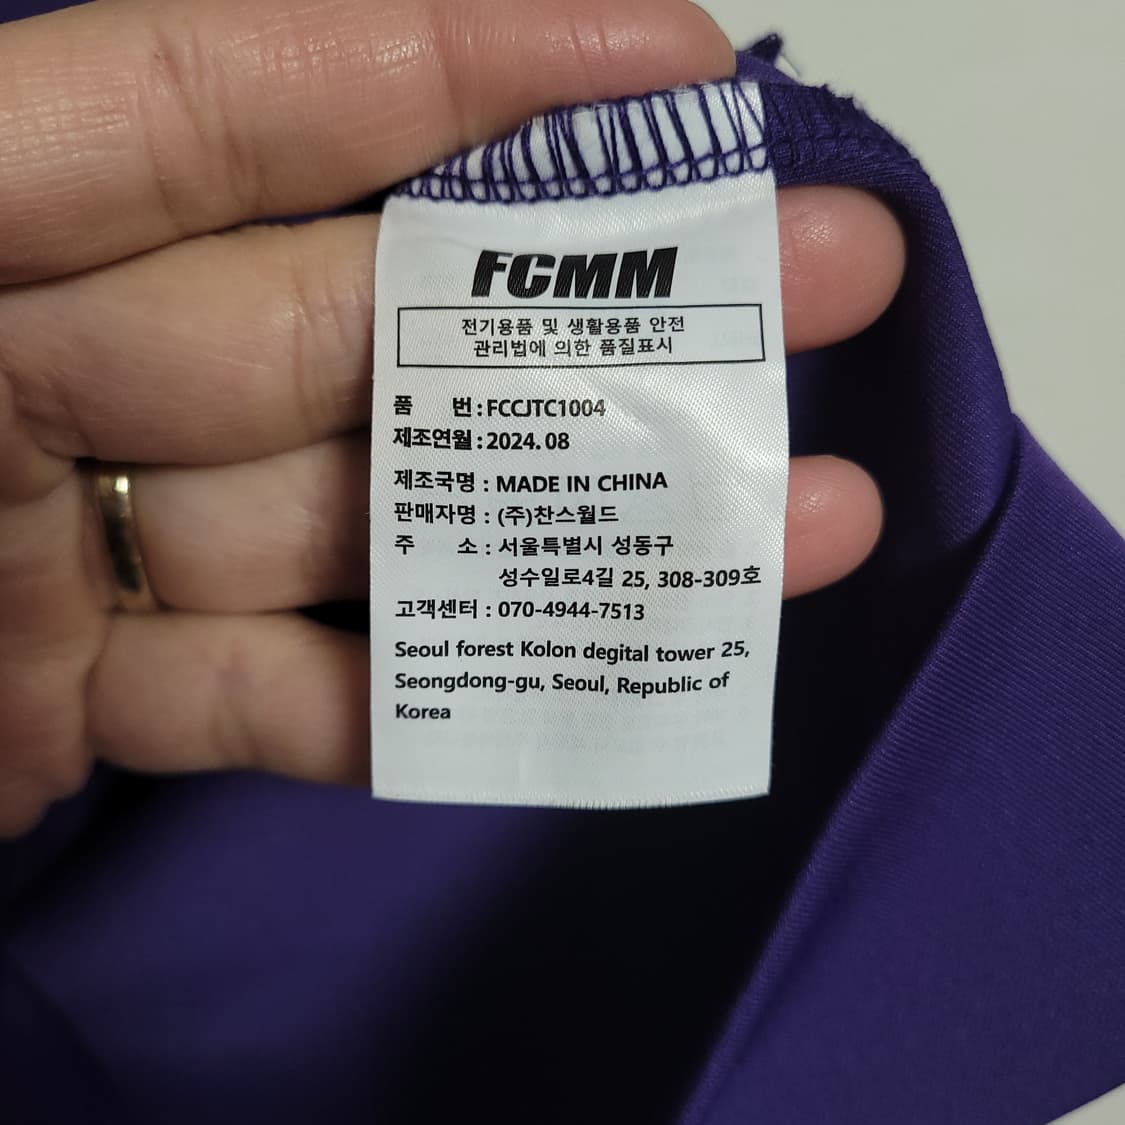 FCMM
전기용품 및 생활용품 안전
관리법에 의한 품질표시
품 번 : FCCJTC1004
제조연월 : 2024. 08
제조국명 : MADE IN CHINA
판매자명 : (주)찬스월드
주 소 : 서울특별시 성동구
성수일로4길 25, 308-309호
고객센터 : 070-4944-7513
Seoul forest Kolon degital tower 25,
Seongdong-gu, Seoul, Republic of
Korea